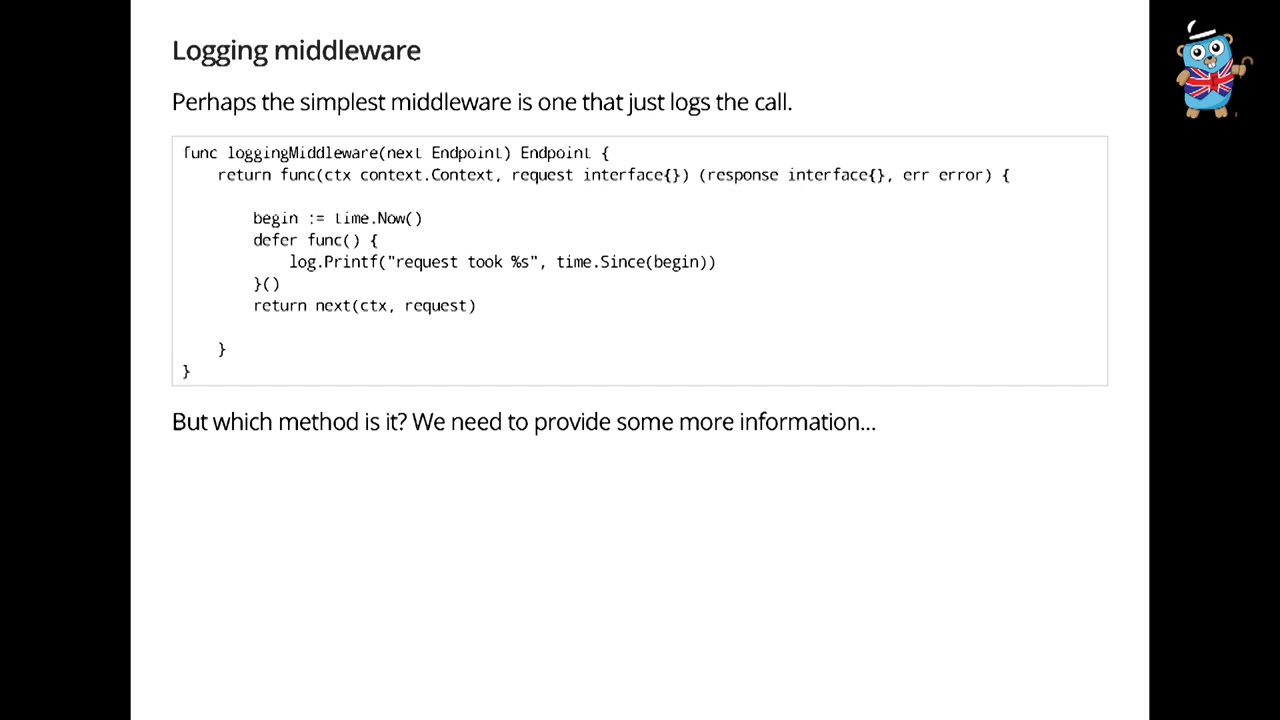 Logging middleware
Perhaps the simplest middleware is one that just logs the call.
func loggingMiddleware(next Endpoint) Endpoint {
    return func(ctx context.Context, request interface{}) (response interface{}, err error) {
        begin := time.Now()
        defer func() {
            log.Printf("request took %s", time.Since(begin))
        }()
        return next(ctx, request)
    }
}
But which method is it? We need to provide some more information...